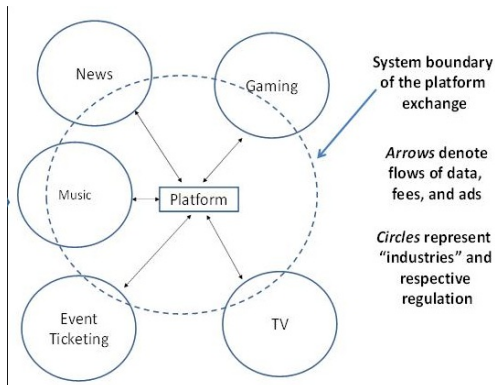 News
Gaming
Music
Platform
Event
Ticketing
TV
System boundary
of the platform
exchange
Arrows denote
flows of data,
fees, and ads
Circles represent
“industries” and
respective
regulation